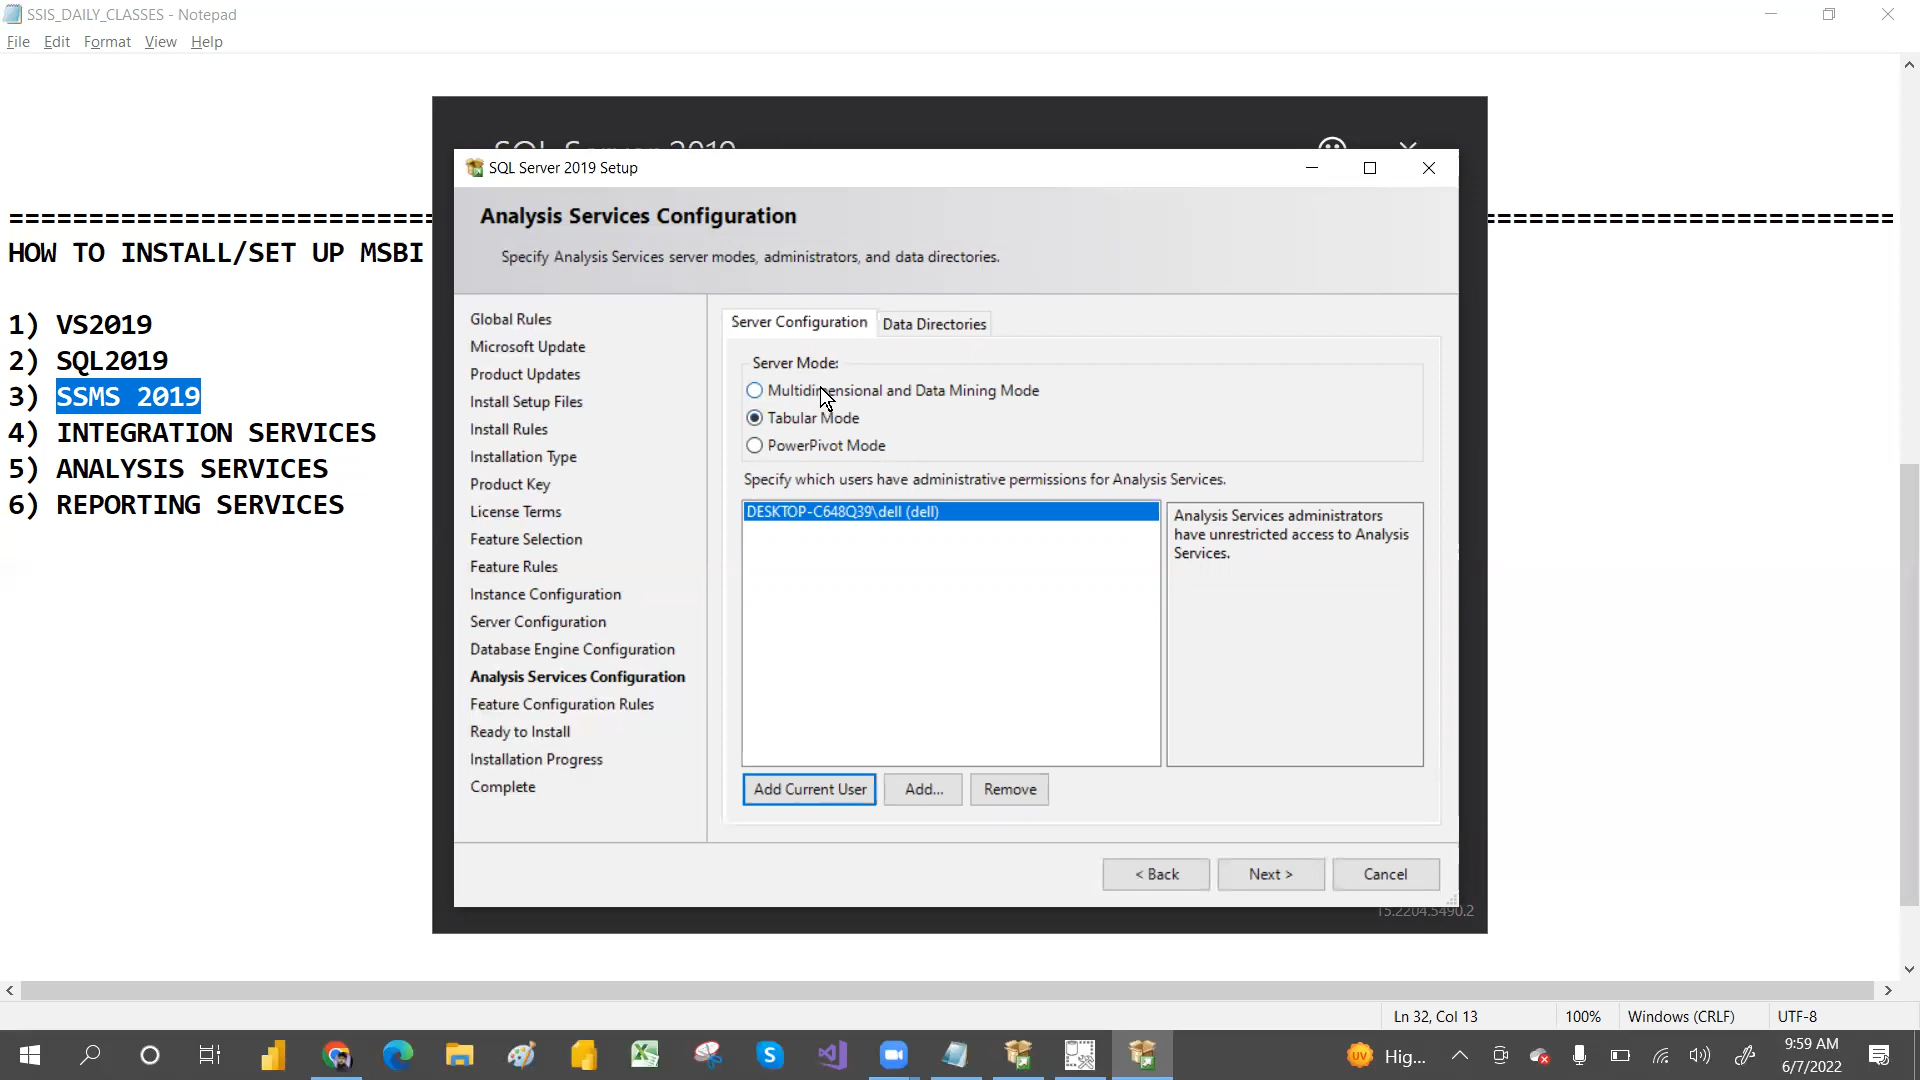 SSIS_DAILY_CLASSES - Notepad
File Edit Format View Help
================================================================
HOW TO INSTALL/SET UP MSBI
1) VS2019
2) SQL2019
3) SSMS 2019
4) INTEGRATION SERVICES
5) ANALYSIS SERVICES
6) REPORTING SERVICES
SQL Server 2019
SQL Server 2019 Setup
Analysis Services Configuration
Specify Analysis Services server modes, administrators, and data directories.
Global Rules
Microsoft Update
Product Updates
Install Setup Files
Install Rules
Installation Type
Product Key
License Terms
Feature Selection
Feature Rules
Instance Configuration
Server Configuration
Database Engine Configuration
Analysis Services Configuration
Feature Configuration Rules
Ready to Install
Installation Progress
Complete
Server Configuration Data Directories
Server Mode:
Multidimensional and Data Mining Mode
Tabular Mode
PowerPivot Mode
Specify which users have administrative permissions for Analysis Services.
DESKTOP-C648Q39\dell (dell)
Analysis Services administrators
have unrestricted access to Analysis
Services.
Add Current User Add... Remove
< Back Next > Cancel
15.2204.5490.2
Ln 32, Col 13 100% Windows (CRLF) UTF-8
UV Hig... 9:59 AM
6/7/2022